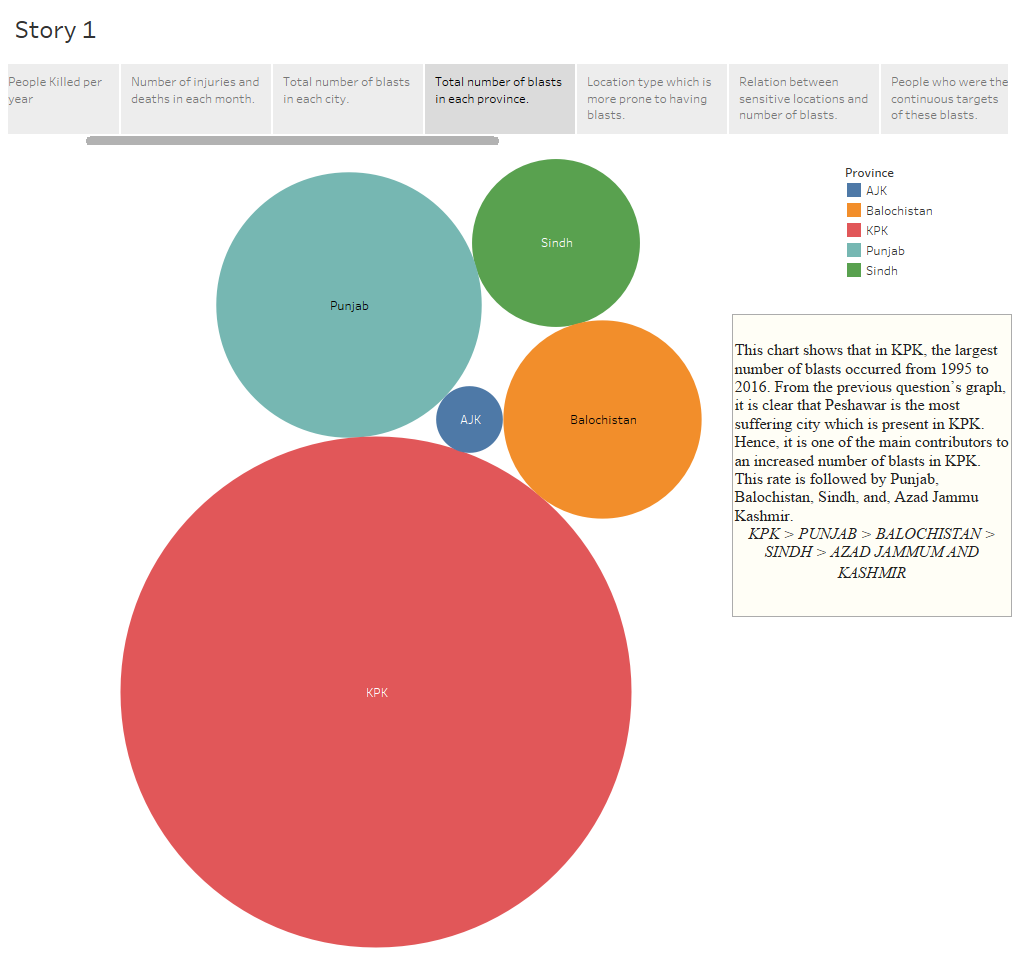 Story 1
People Killed per
year
Number of injuries and
deaths in each month.
Total number of blasts
in each city.
Total number of blasts
in each province.
Location type which is
more prone to having
blasts.
Relation between
sensitive locations and
number of blasts.
People who were the
continuous targets
of these blasts.
Province
AJK
Balochistan
KPK
Punjab
Sindh
Sindh
Punjab
AJK
Balochistan
KPK
This chart shows that in KPK, the largest
number of blasts occurred from 1995 to
2016. From the previous question’s graph,
it is clear that Peshawar is the most
suffering city which is present in KPK.
Hence, it is one of the main contributors to
an increased number of blasts in KPK.
This rate is followed by Punjab,
Balochistan, Sindh, and, Azad Jammu
Kashmir.
KPK > PUNJAB > BALOCHISTAN >
SINDH > AZAD JAMMUM AND
KASHMIR